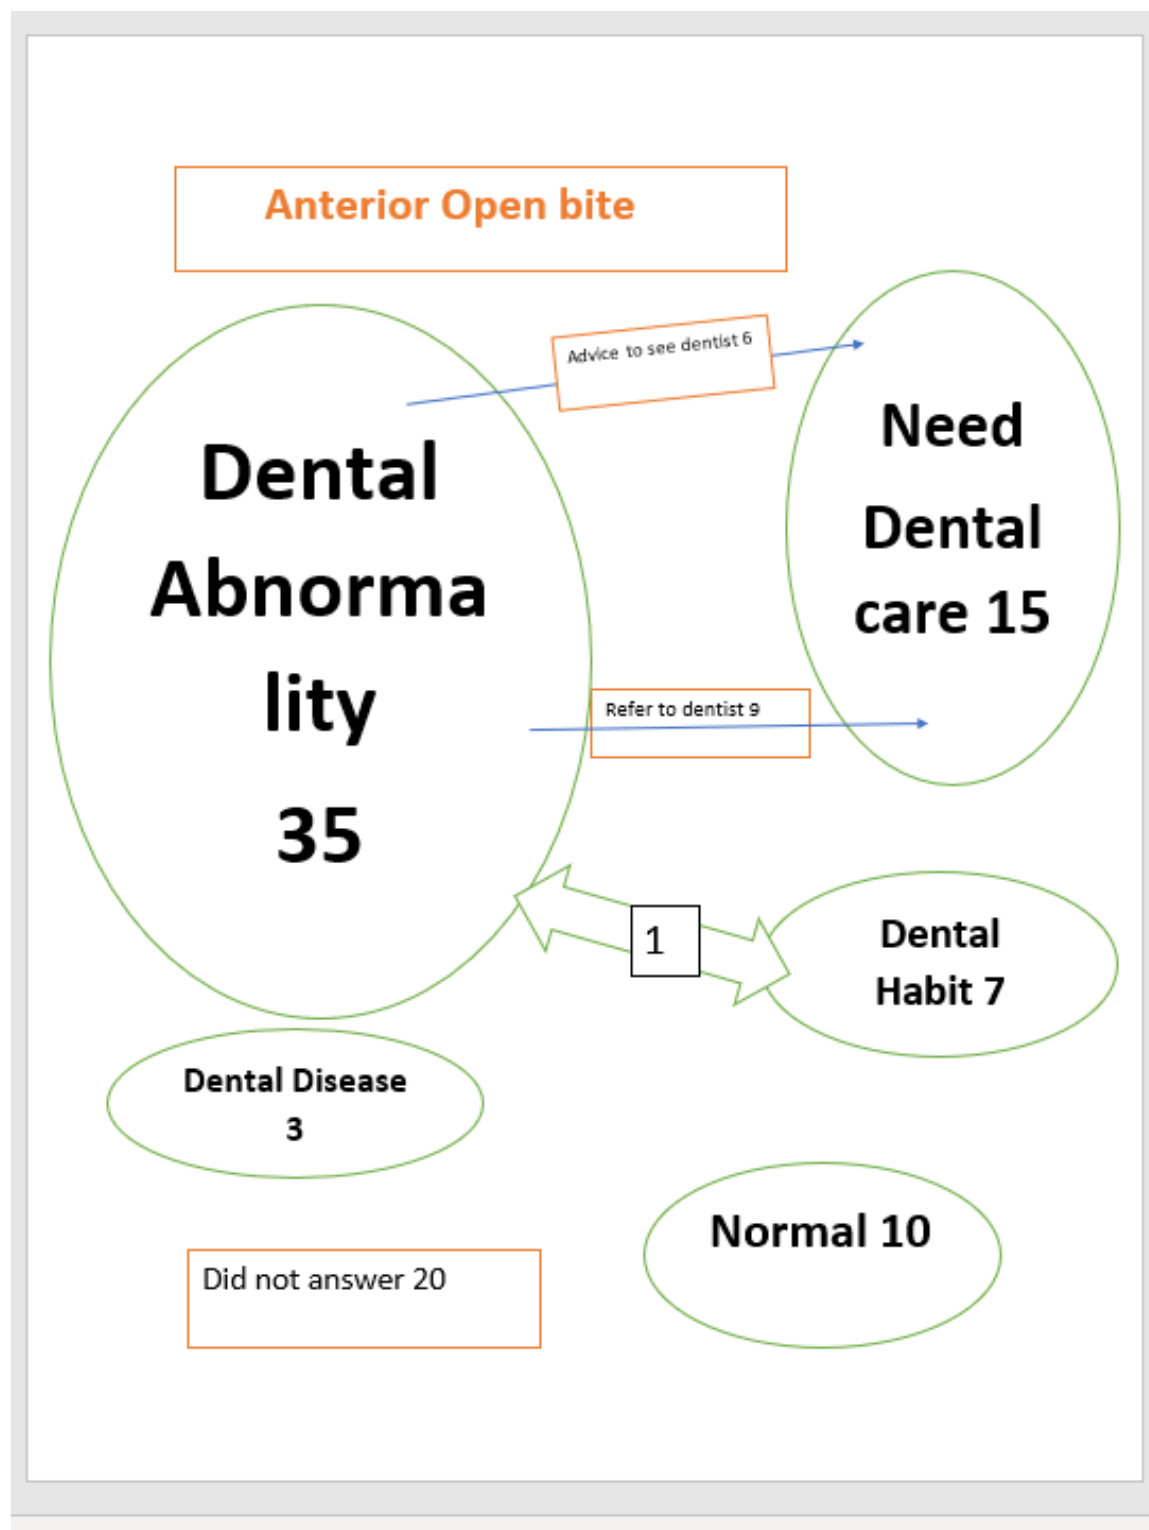 Anterior Open bite
Advice to see dentist 6
Dental
Abnorma
lity
35
Need
Dental
care 15
Refer to dentist 9
1
Dental
Habit 7
Dental Disease
3
Normal 10
Did not answer 20